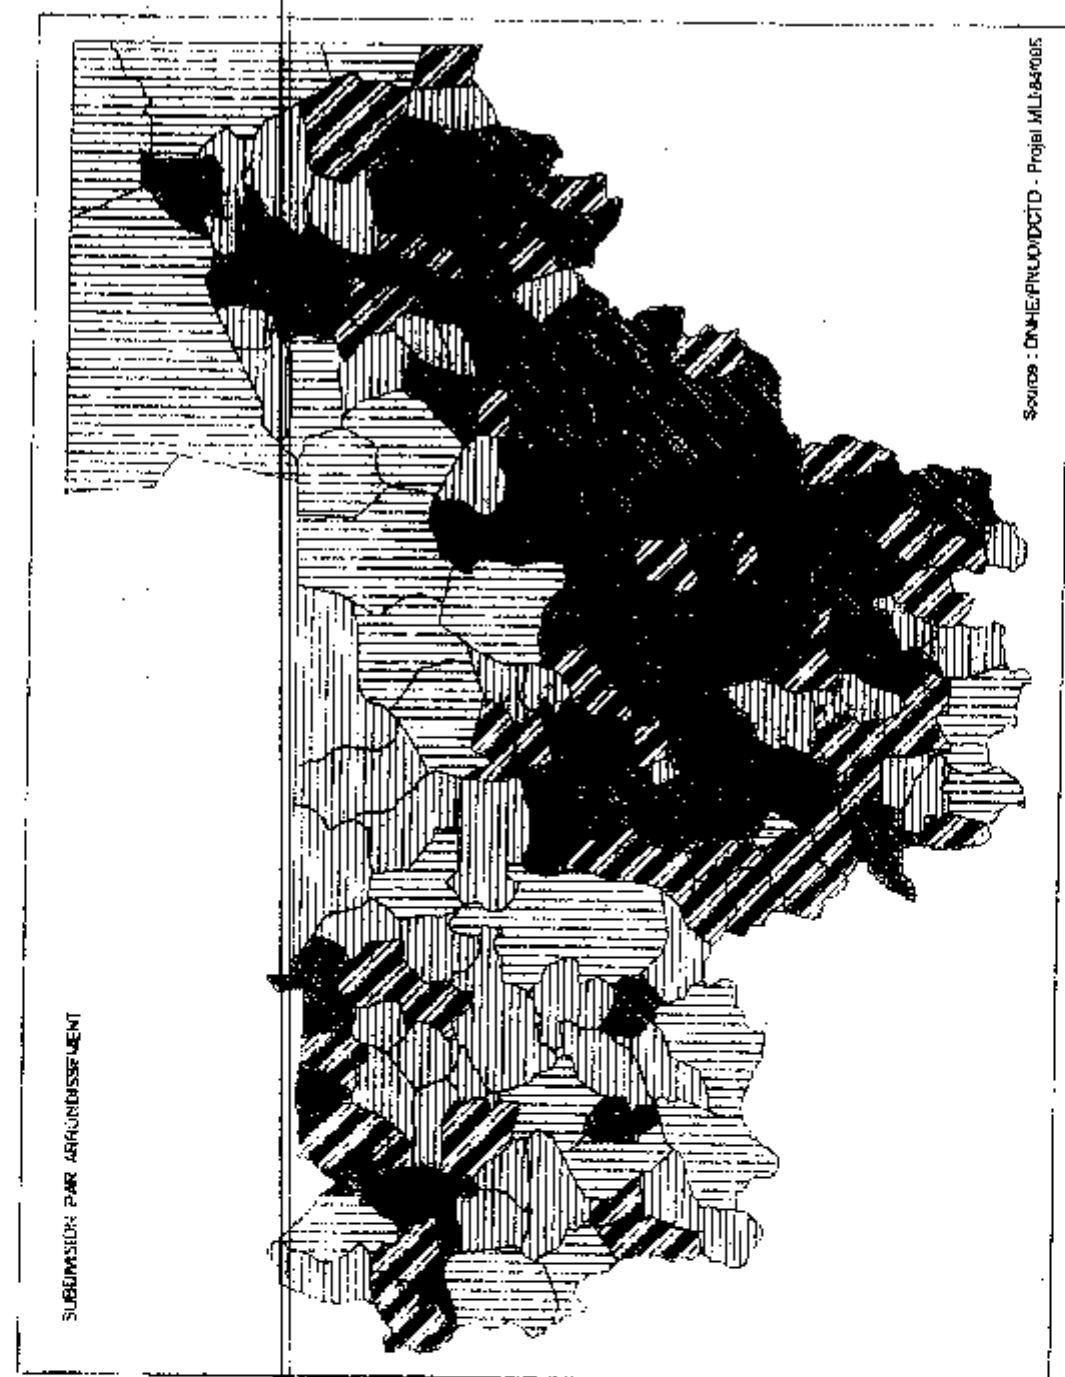 SUBDIVISION PAR ARRONDISSEMENT
Source : DNHE/PNUD/DCTD - Projet MLI/84/005